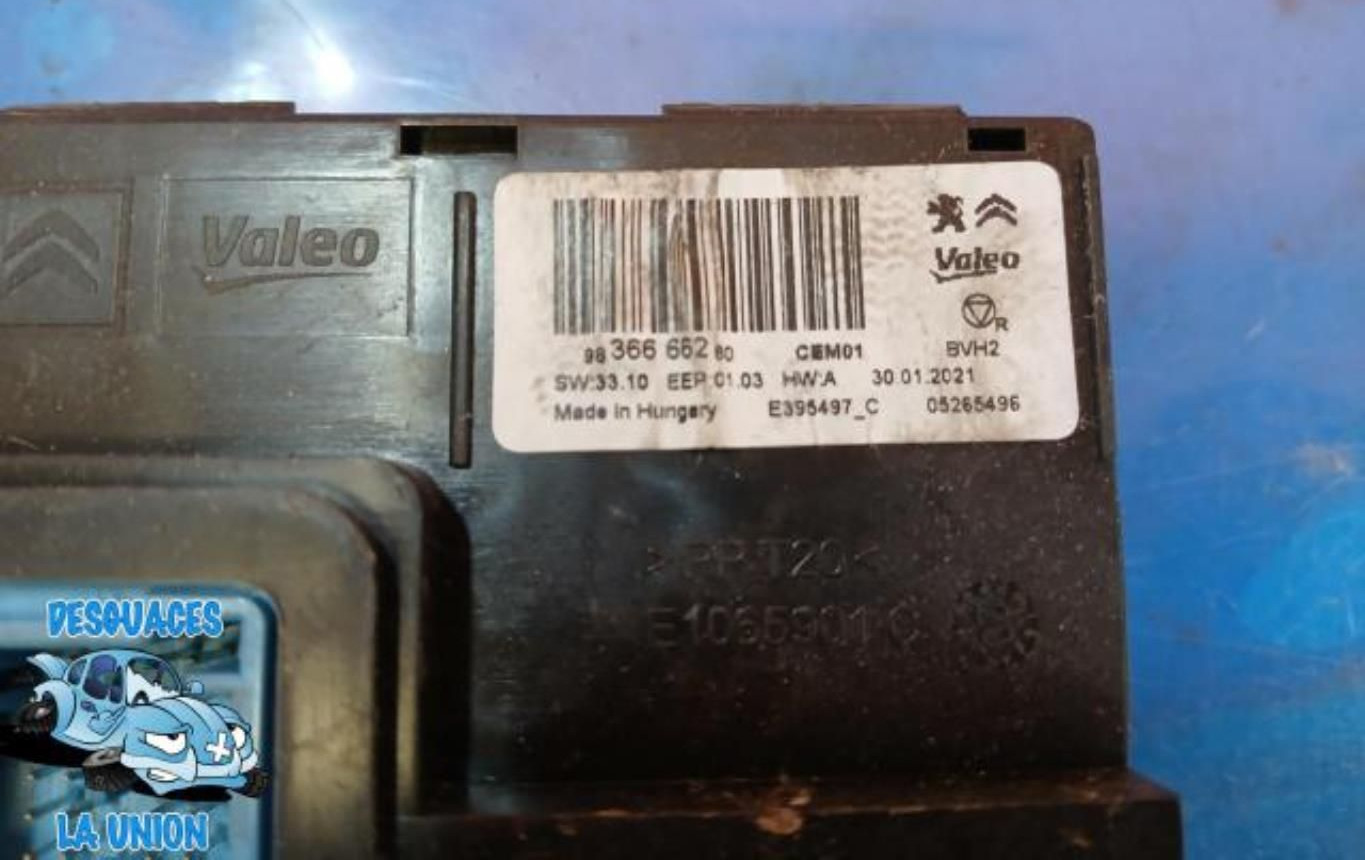 Valeo
Valeo
R
98 366 662 80 CEM01 BVH2
SW:33.10 EEP:01.03 HW:A 30.01.2021
Made in Hungary E395497_C 05265496
>PP-T20<
DESGUACES
LA UNION